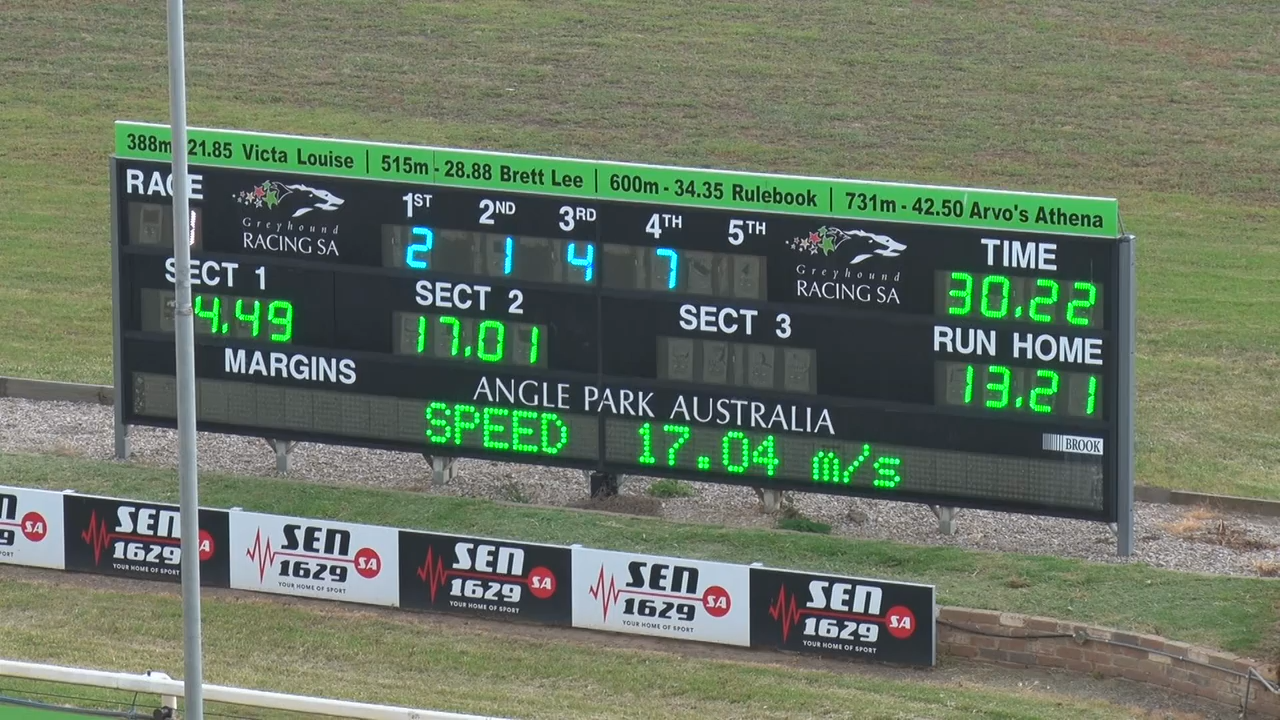 388m 21.85 Victa Louise | 515m - 28.88 Brett Lee | 600m - 34.35 Rulebook | 731m - 42.50 Arvo's Athena
RACE
Greyhound
RACING SA
1ST 2ND 3RD 4TH 5TH
2 1 4 7
Greyhound
RACING SA
TIME
30.22
SECT 1
4.49
SECT 2
17.01
SECT 3
RUN HOME
13.21
MARGINS
ANGLE PARK AUSTRALIA
SPEED 17.04 m/s
BROOK
SA
SEN
1629 SA
SEN
1629 SA
YOUR HOME OF SPORT
SEN
1629 SA
YOUR HOME OF SPORT
SEN
1629 SA
YOUR HOME OF SPORT
SEN
1629 SA
YOUR HOME OF SPORT